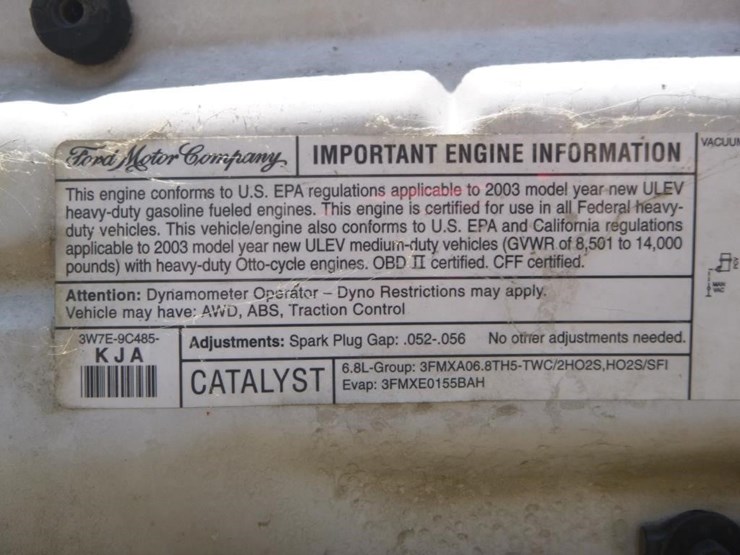 Ford Motor Company
IMPORTANT ENGINE INFORMATION
This engine conforms to U.S. EPA regulations applicable to 2003 model year new ULEV
heavy-duty gasoline fueled engines. This engine is certified for use in all Federal heavy-
duty vehicles. This vehicle/engine also conforms to U.S. EPA and California regulations
applicable to 2003 model year new ULEV medium-duty vehicles (GVWR of 8,501 to 14,000
pounds) with heavy-duty Otto-cycle engines. OBD II certified. CFF certified.
Attention: Dynamometer Operator – Dyno Restrictions may apply.
Vehicle may have: AWD, ABS, Traction Control
3W7E-9C485-
KJA
Adjustments: Spark Plug Gap: .052-.056 No other adjustments needed.
CATALYST
6.8L-Group: 3FMXA06.8TH5-TWC/2HO2S,HO2S/SFI
Evap: 3FMXE0155BAH
VACUUM